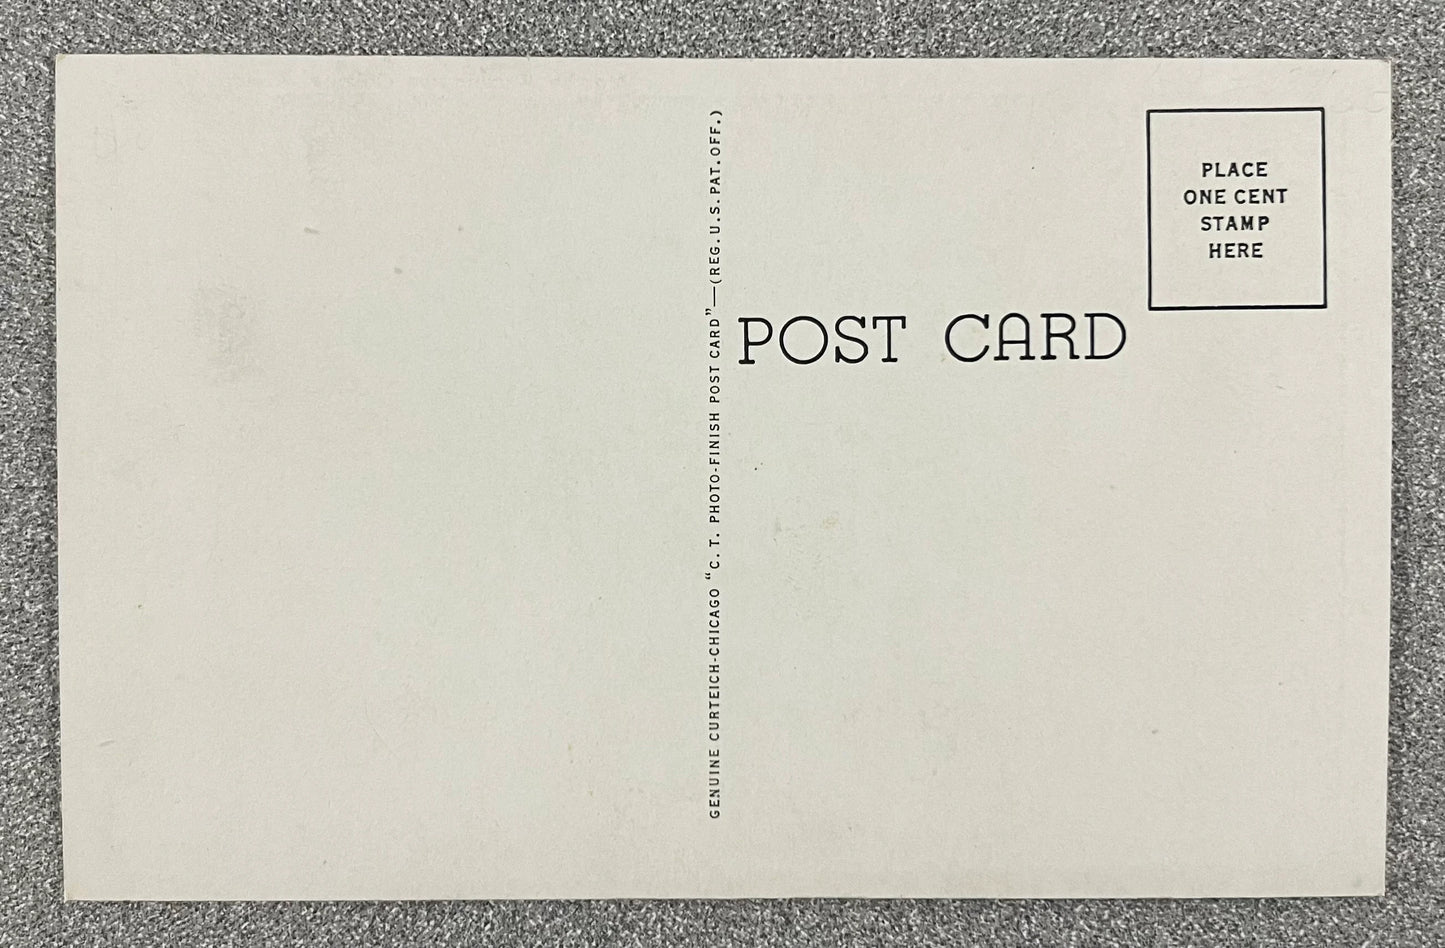 PLACE
ONE CENT
STAMP
HERE
POST CARD
GENUINE CURTEICH-CHICAGO "C. T. PHOTO-FINISH POST CARD"—(REG. U.S. PAT. OFF.)